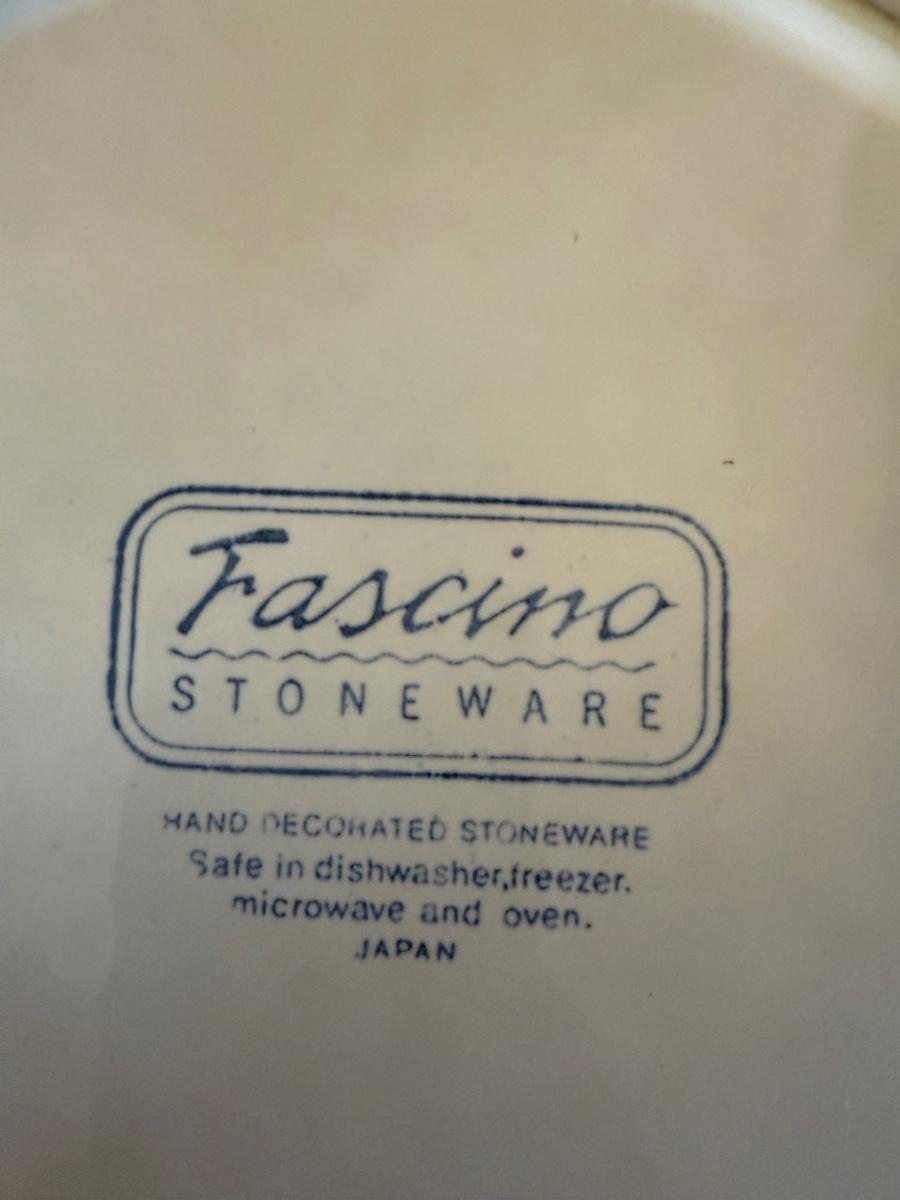 Fascino
STONEWARE
HAND DECORATED STONEWARE
Safe in dishwasher,freezer.
microwave and oven.
JAPAN